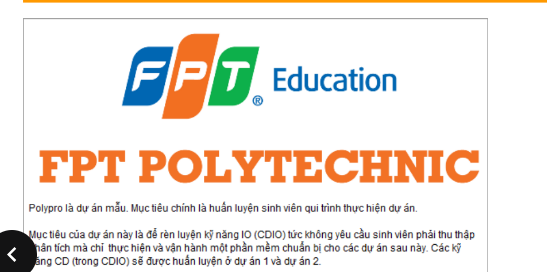 FPT Education
FPT POLYTECHNIC
Polypro là dự án mẫu. Mục tiêu chính là huấn luyện sinh viên qui trình thực hiện dự án.
Mục tiêu của dự án này là để rèn luyện kỹ năng IO (CDIO) tức không yêu cầu sinh viên phải thu thập
phân tích mà chỉ thực hiện và vận hành một phần mềm chuẩn bị cho các dự án sau này. Các kỹ
năng CD (trong CDIO) sẽ được huấn luyện ở dự án 1 và dự án 2.